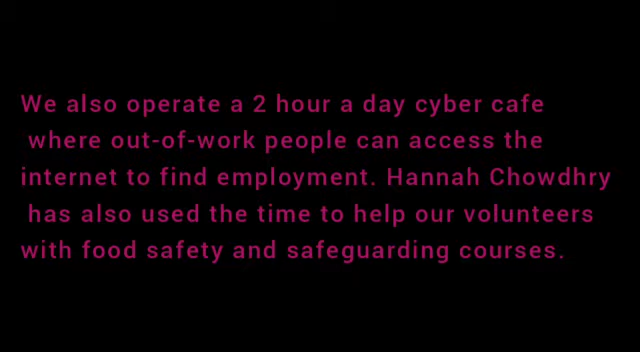 We also operate a 2 hour a day cyber cafe
where out-of-work people can access the
internet to find employment. Hannah Chowdhry
has also used the time to help our volunteers
with food safety and safeguarding courses.